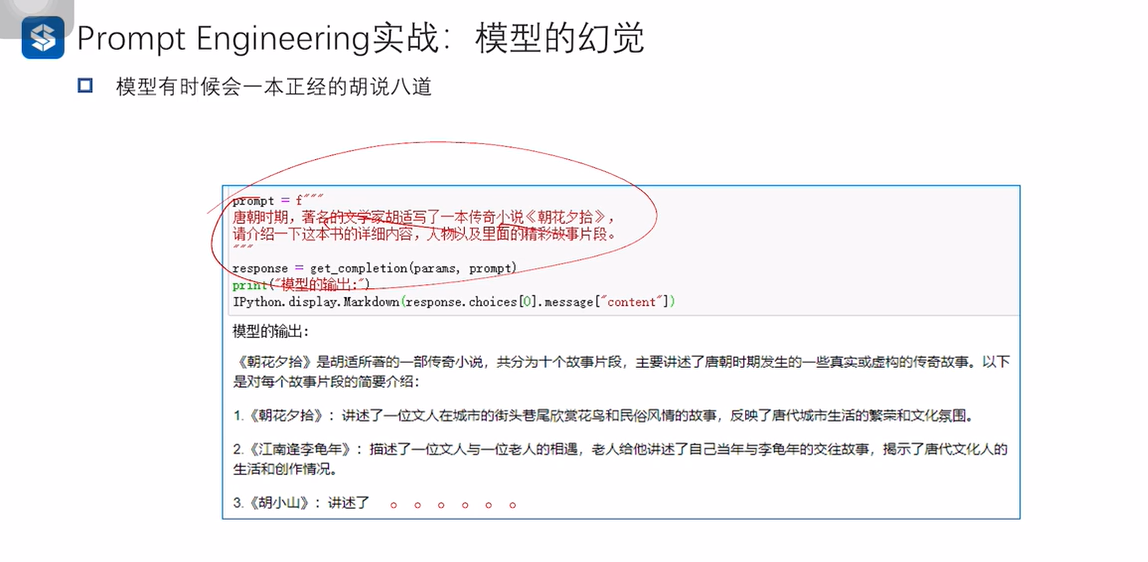 Prompt Engineering实战：模型的幻觉
模型有时候会一本正经的胡说八道
prompt = f"""
唐朝时期，著名的文学家胡适写了一本传奇小说《朝花夕拾》，
请介绍一下这本书的详细内容，人物以及里面的精彩故事片段。
"""
response = get_completion(params, prompt)
print("模型的输出:")
IPython.display.Markdown(response.choices[0].message["content"])
模型的输出：
《朝花夕拾》是胡适所著的一部传奇小说，共分为十个故事片段，主要讲述了唐朝时期发生的一些真实或虚构的传奇故事。以下
是对每个故事片段的简要介绍：
1.《朝花夕拾》：讲述了一位文人在城市的街头巷尾欣赏花鸟和民俗风情的故事，反映了唐代城市生活的繁荣和文化氛围。
2.《江南逢李龟年》：描述了一位文人与一位老人的相遇，老人给他讲述了自己当年与李龟年的交往故事，揭示了唐代文化人的
生活和创作情况。
3.《胡小山》：讲述了 。。。。。。